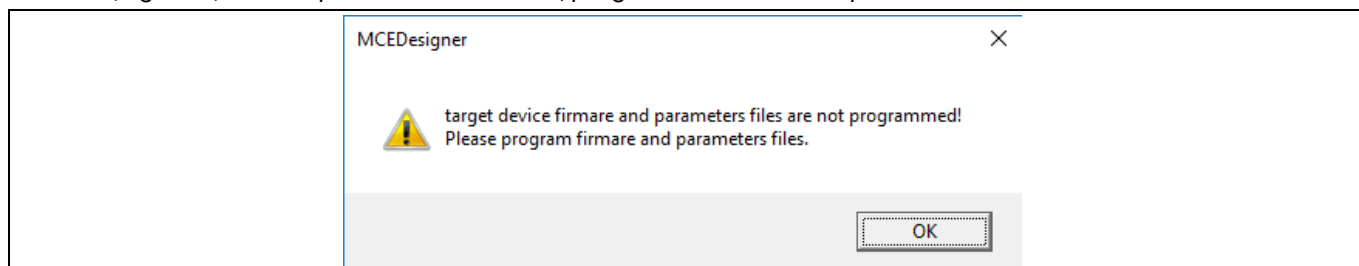 MCEDesigner
target device firmare and parameters files are not programmed!
Please program firmare and parameters files.
OK